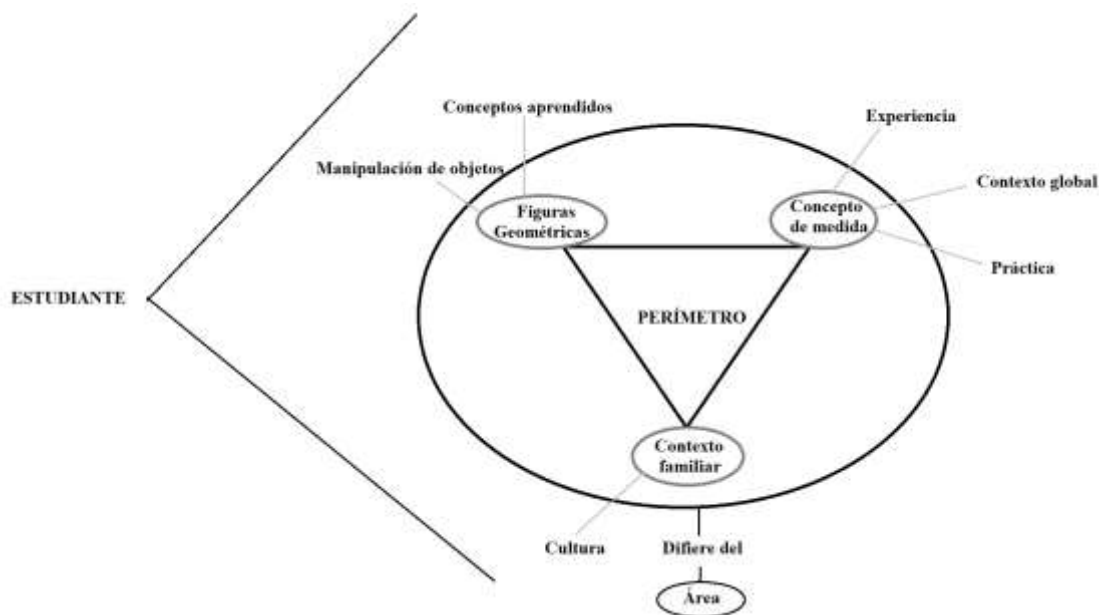 Conceptos aprendidos
Experiencia
Manipulación de objetos
Contexto global
Figuras
Geométricas
Concepto
de medida
Práctica
ESTUDIANTE
PERÍMETRO
Contexto
familiar
Cultura
Difiere del
Área